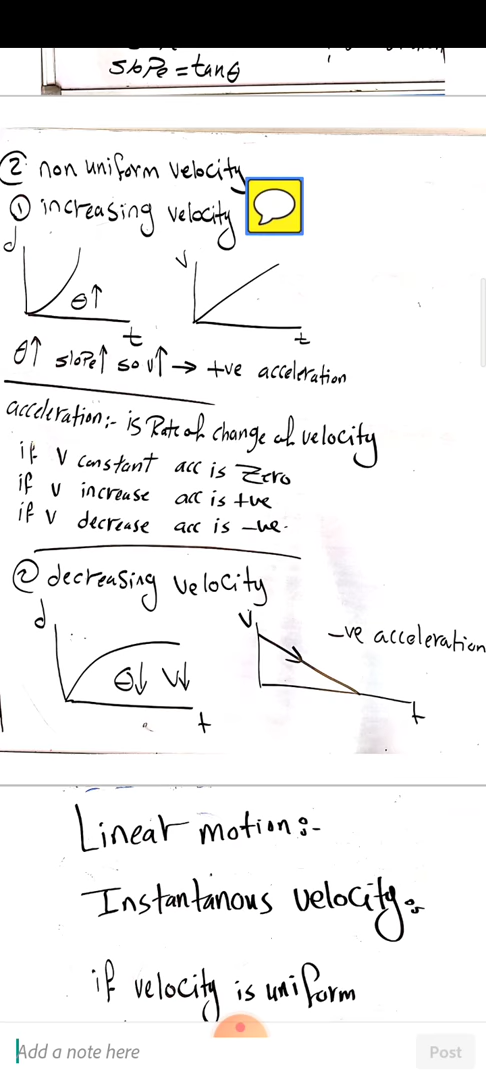 slope = tanθ
② non uniform velocity
① increasing velocity
d
θ↑
t
V
t
θ↑ slope↑ so v↑ → +ve acceleration
acceleration:- is Rate of change of velocity
if V constant acc is Zero
if v increase acc is +ve
if V decrease acc is -ve.
② decreasing velocity
d
θ↓ V↓
t
V
-ve acceleration
t
Linear motion:-
Instantanous velocity:
if velocity is uniform
Add a note here
Post